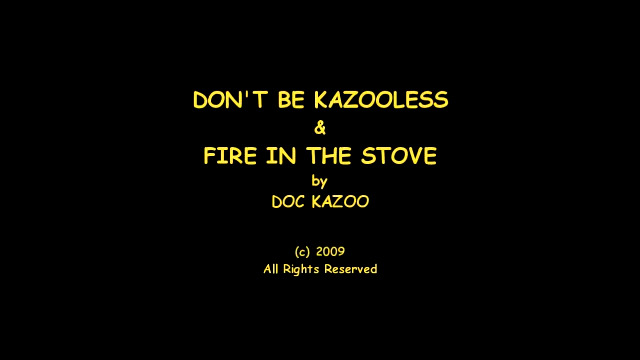 DON'T BE KAZOOLESS
&
FIRE IN THE STOVE
by
DOC KAZOO
(c) 2009
All Rights Reserved